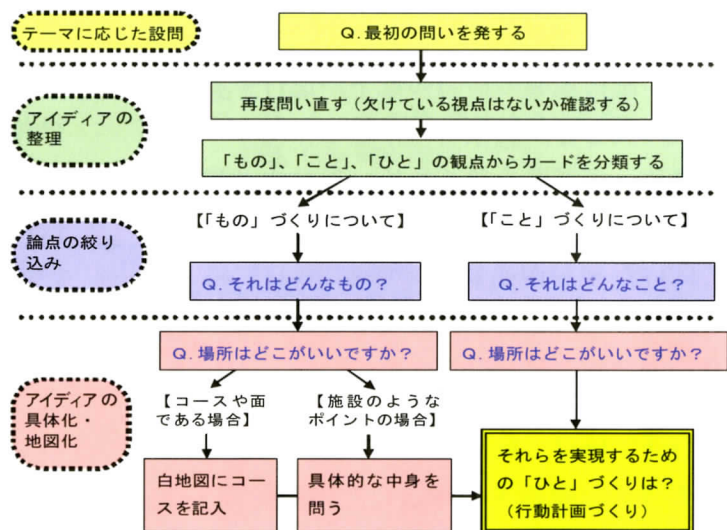 テーマに応じた設問
Q. 最初の問いを発する
アイディアの
整理
再度問い直す(欠けている視点はないか確認する)
「もの」、「こと」、「ひと」の観点からカードを分類する
論点の絞り
込み
【「もの」づくりについて】
【「こと」づくりについて】
Q. それはどんなもの?
Q. それはどんなこと?
アイディアの
具体化・
地図化
Q. 場所はどこがいいですか?
Q. 場所はどこがいいですか?
【コースや面
である場合】
【施設のような
ポイントの場合】
白地図にコー
スを記入
具体的な中身を
問う
それらを実現するため
の「ひと」づくりは?
(行動計画づくり)